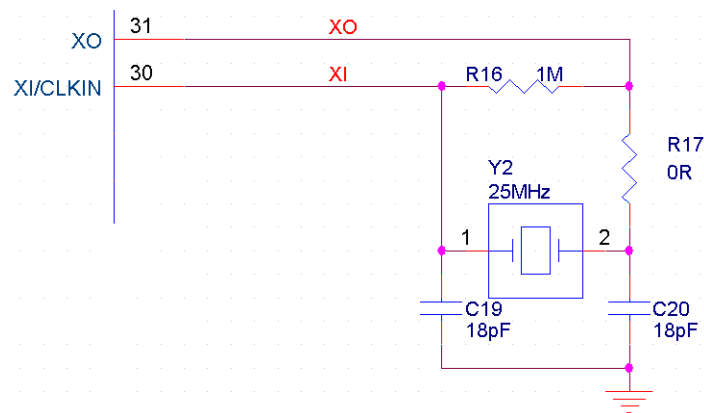 31 XO
XO
30 XI
XI/CLKIN
R16 1M
R17
0R
Y2
25MHz
1 2
C19 C20
18pF 18pF